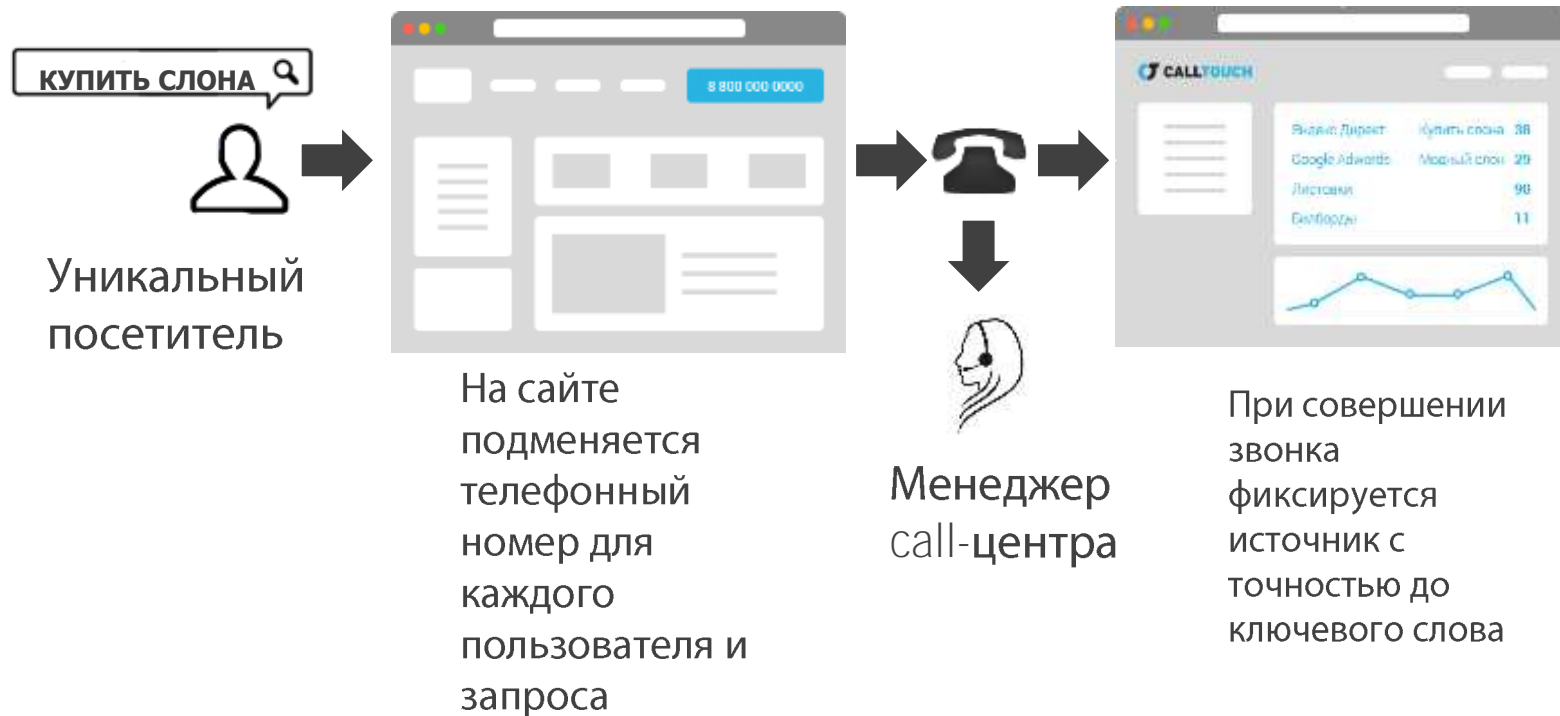 КУПИТЬ СЛОНА
Уникальный
посетитель
8 800 000 0000
На сайте
подменяется
телефонный
номер для
каждого
пользователя и
запроса
Менеджер
call-центра
CALLTOUCH
Яндекс Директ Купить слона 38
Google Adwords Модный слон 29
Листовки 90
Билборды 11
При совершении
звонка
фиксируется
источник с
точностью до
ключевого слова